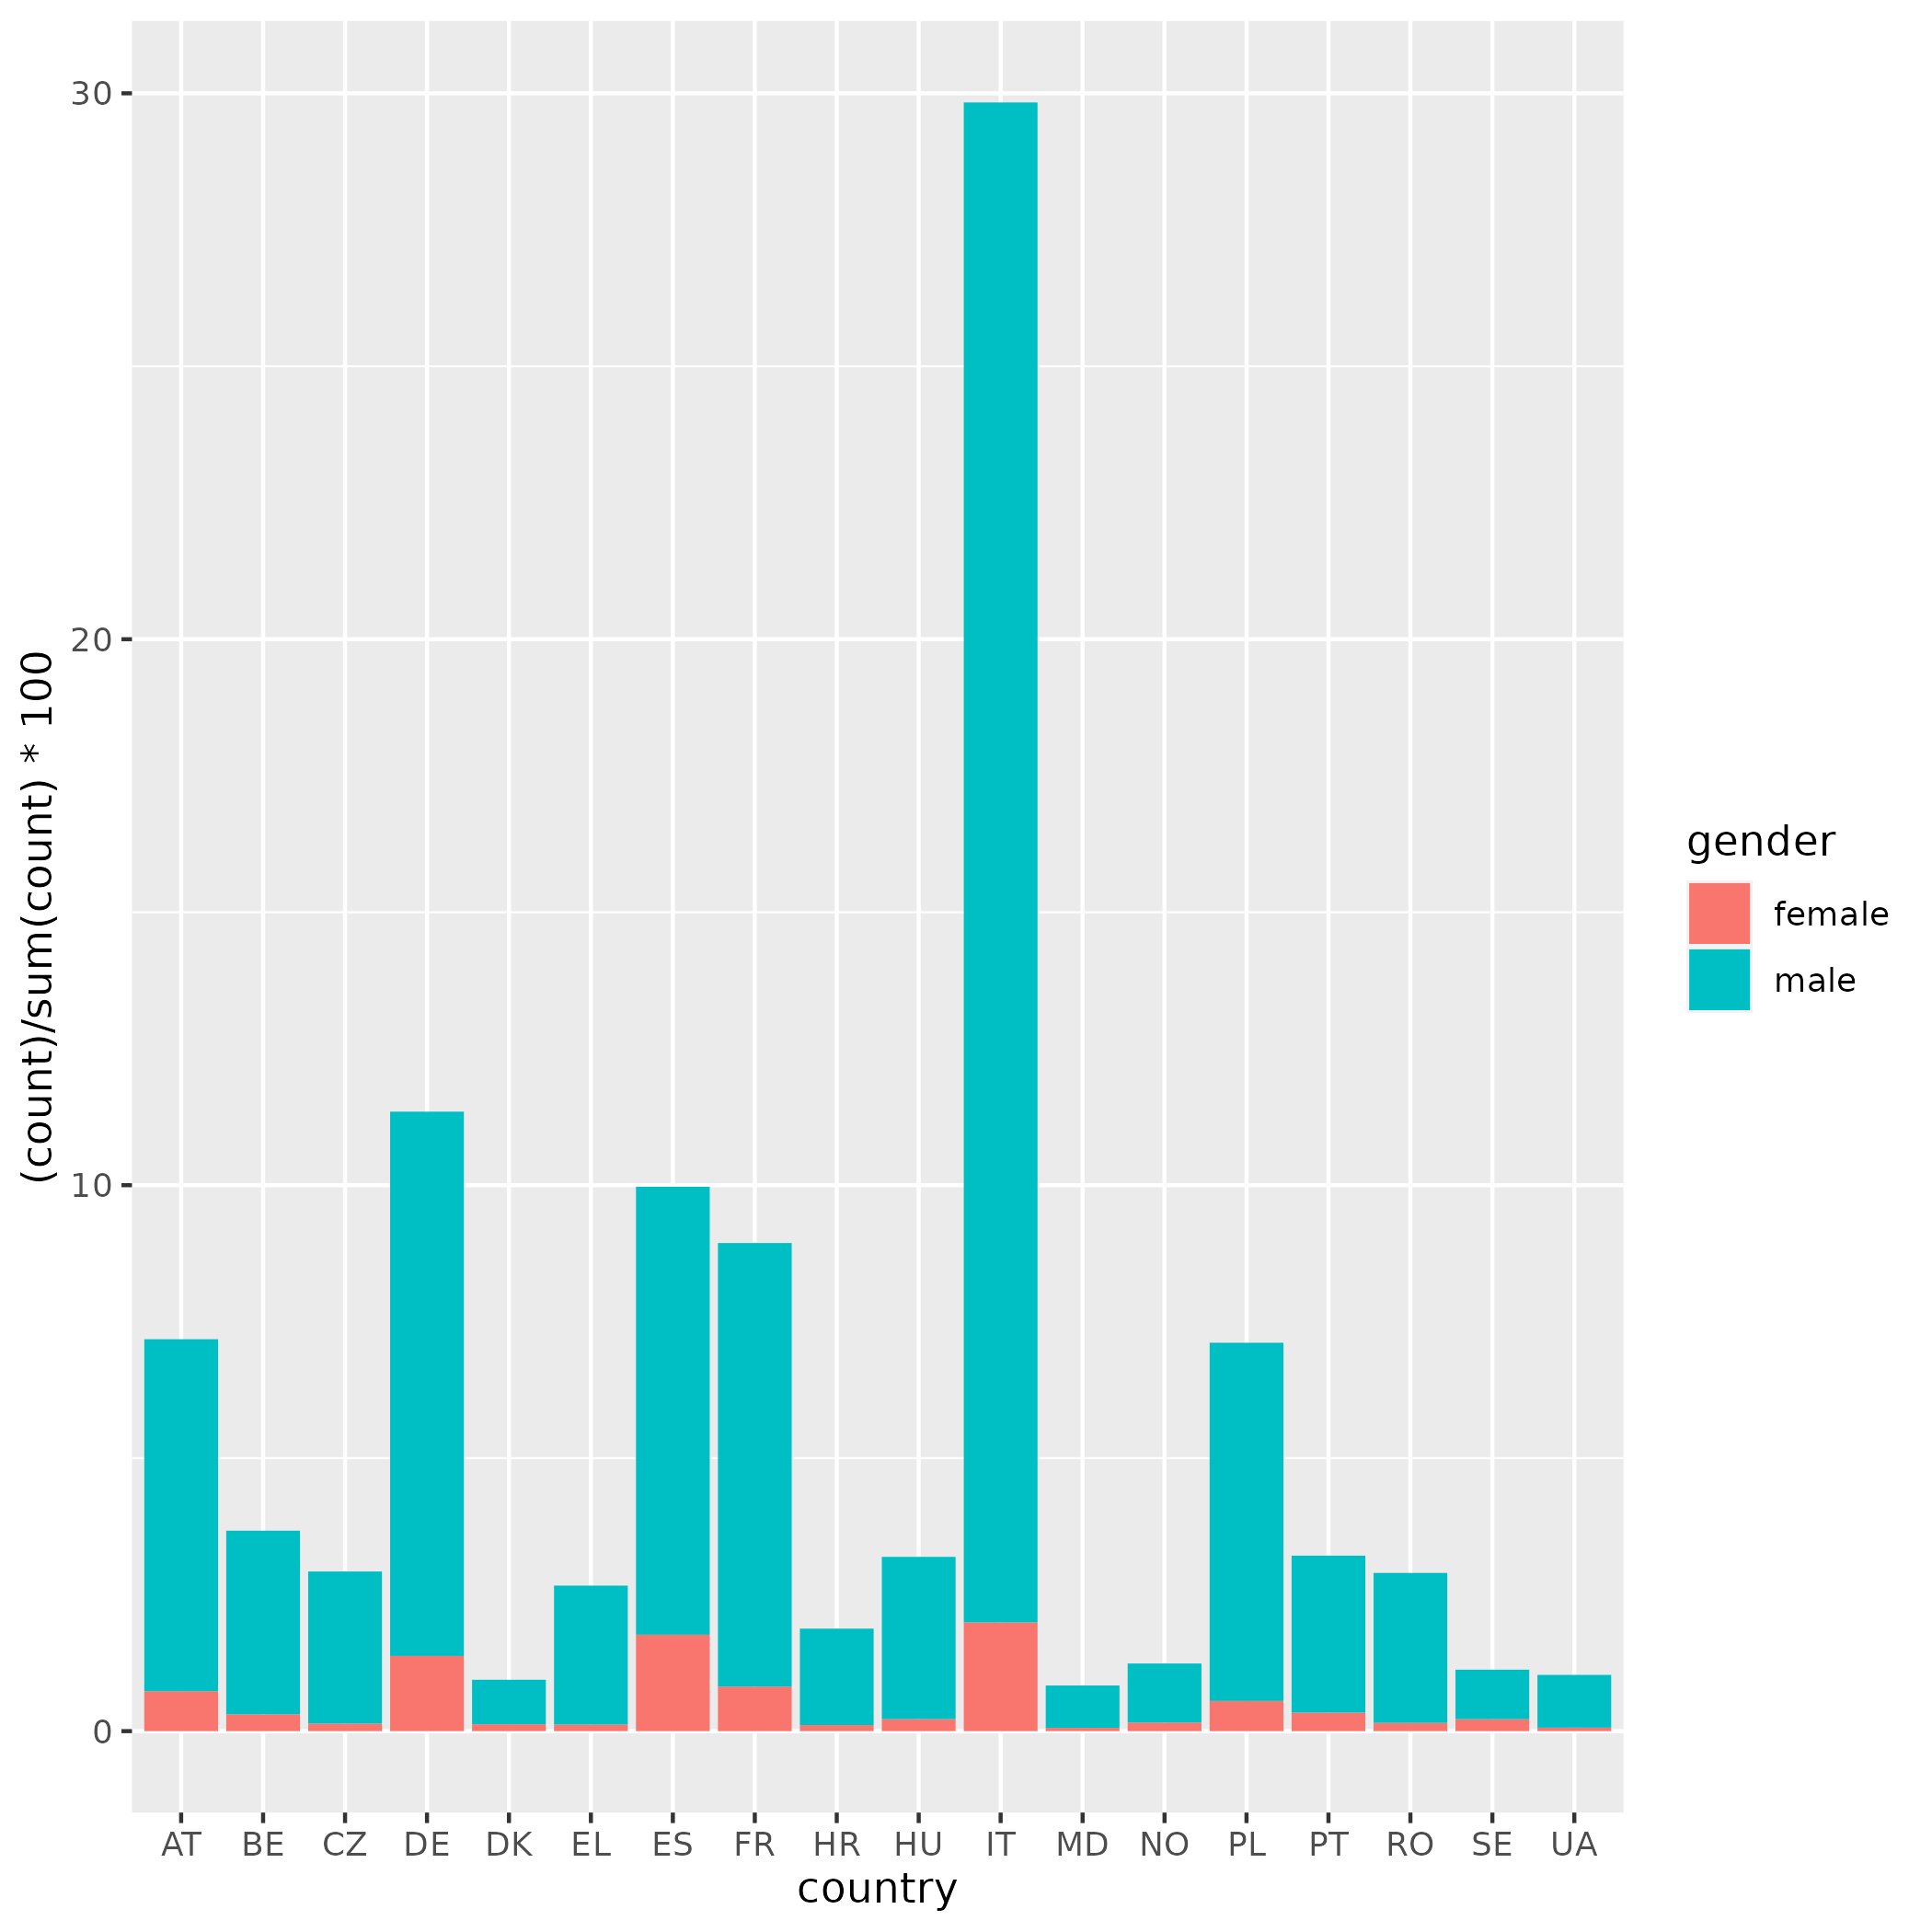 (count)/sum(count) * 100
30
20
10
0
AT BE CZ DE DK EL ES FR HR HU IT MD NO PL PT RO SE UA
country
gender
female
male